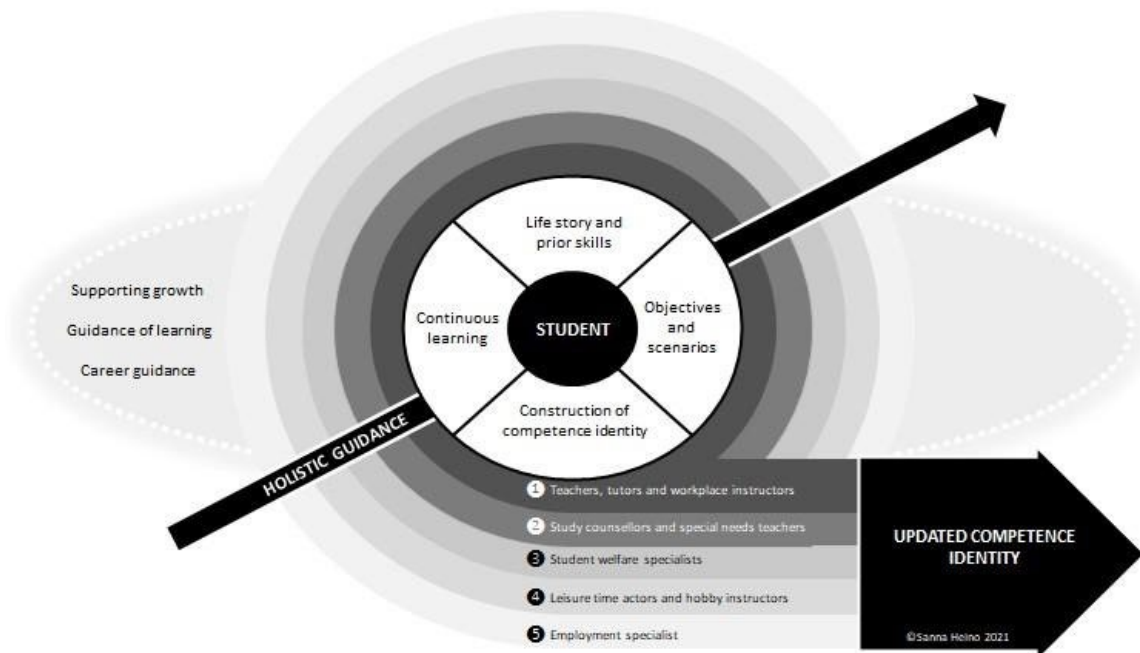 Life story and
prior skills
Supporting growth
Guidance of learning
Career guidance
Continuous
learning
STUDENT
Objectives
and
scenarios
Construction of
competence identity
HOLISTIC GUIDANCE
1 Teachers, tutors and workplace instructors
2 Study counsellors and special needs teachers
3 Student welfare specialists
4 Leisure time actors and hobby instructors
5 Employment specialist
UPDATED COMPETENCE
IDENTITY
©Sanna Heino 2021